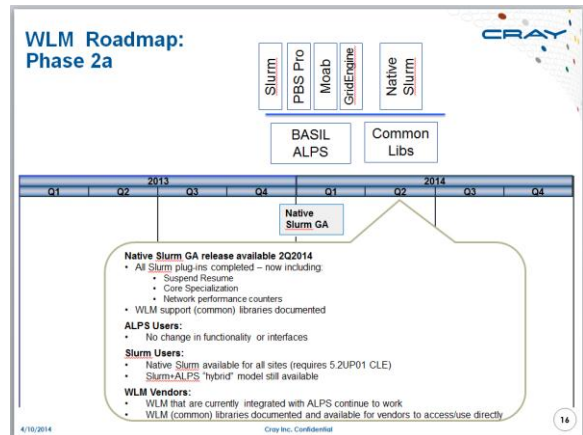 WLM Roadmap:
Phase 2a
CRAY
Slurm
PBS Pro
Moab
GridEngine
Native
Slurm
BASIL
ALPS
Common
Libs
2013
2014
Q1
Q2
Q3
Q4
Q1
Q2
Q3
Q4
Native
Slurm GA
Native Slurm GA release available 2Q2014
• All Slurm plug-ins completed – now including:
• Suspend Resume
• Core Specialization
• Network performance counters
• WLM support (common) libraries documented
ALPS Users:
• No change in functionality or interfaces
Slurm Users:
• Native Slurm available for all sites (requires 5.2UP01 CLE)
• Slurm+ALPS "hybrid" model still available
WLM Vendors:
• WLM that are currently integrated with ALPS continue to work
• WLM (common) libraries documented and available for vendors to access/use directly
4/10/2014
Cray Inc. Confidential
16